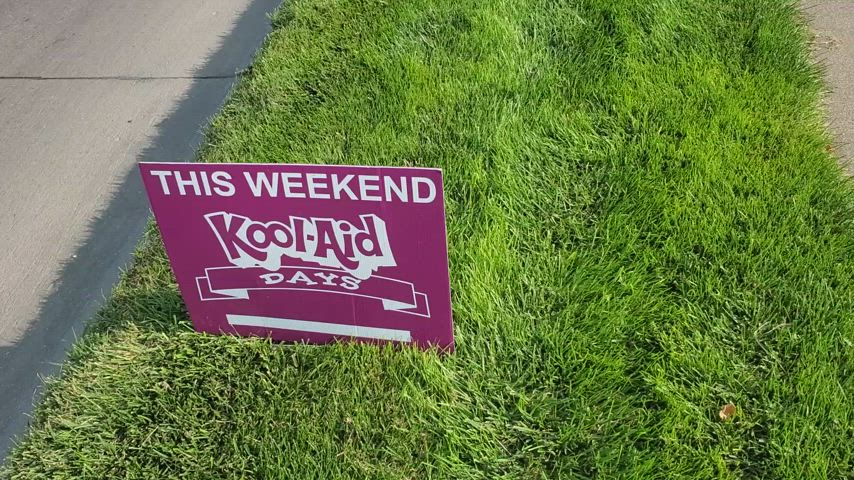 THIS WEEKEND
Kool-Aid
DAYS